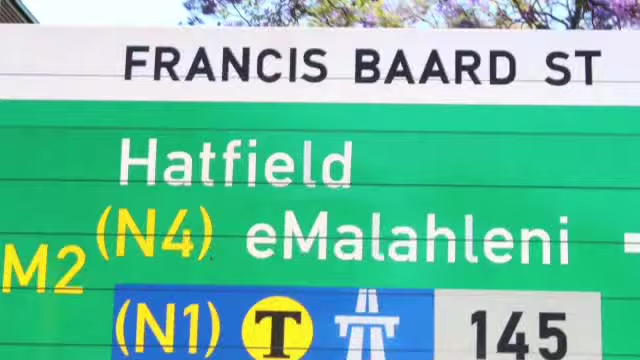 FRANCIS BAARD ST
Hatfield
M2 (N4) eMalahleni
(N1) T 145